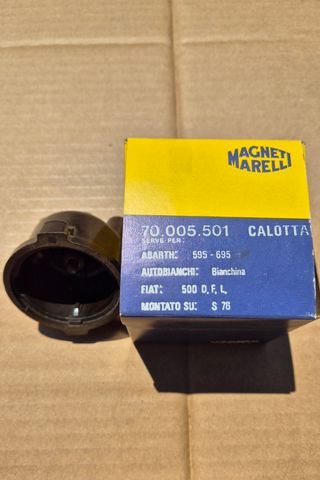 MAGNETI
MARELLI
70.005.501 CALOTTA
SERVE PER:
ABARTH: 595 - 695
AUTOBIANCHI: Bianchina
FIAT: 500 D, F, L,
MONTATO SU: S 76